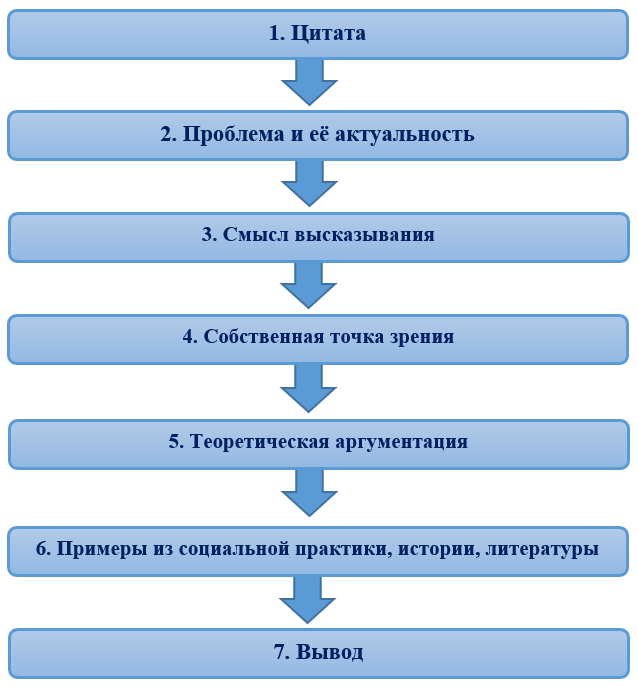 1. Цитата
2. Проблема и её актуальность
3. Смысл высказывания
4. Собственная точка зрения
5. Теоретическая аргументация
6. Примеры из социальной практики, истории, литературы
7. Вывод